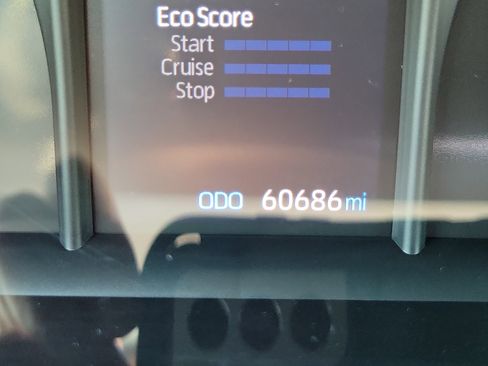 Eco Score
Start
Cruise
Stop
ODO 60686 mi